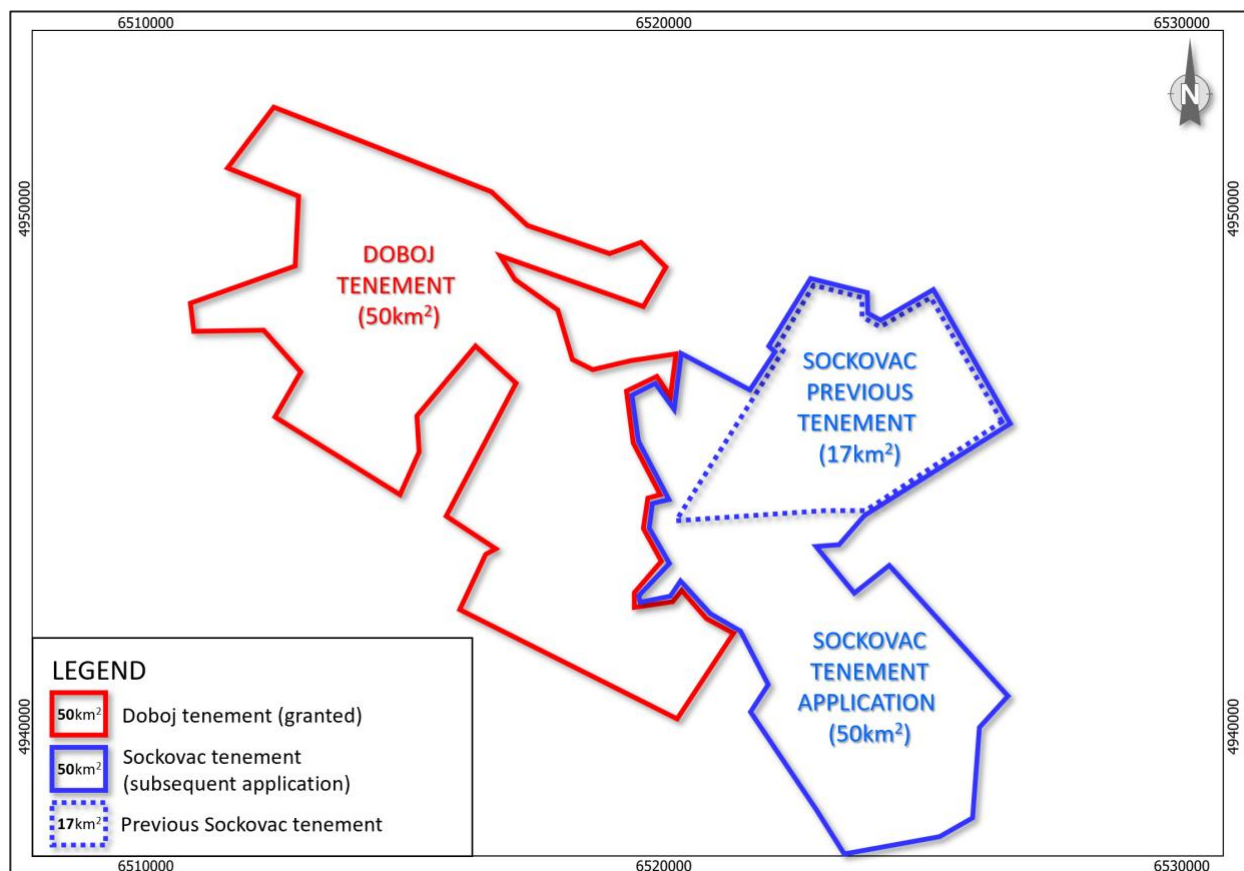 6510000
6520000
6530000
N
4950000
4950000
DOBOJ
TENEMENT
(50km²)
SOCKOVAC
PREVIOUS
TENEMENT
(17km²)
SOCKOVAC
TENEMENT
APPLICATION
(50km²)
4940000
4940000
LEGEND
50km² Doboj tenement (granted)
50km² Sockovac tenement
(subsequent application)
17km² Previous Sockovac tenement
6510000
6520000
6530000